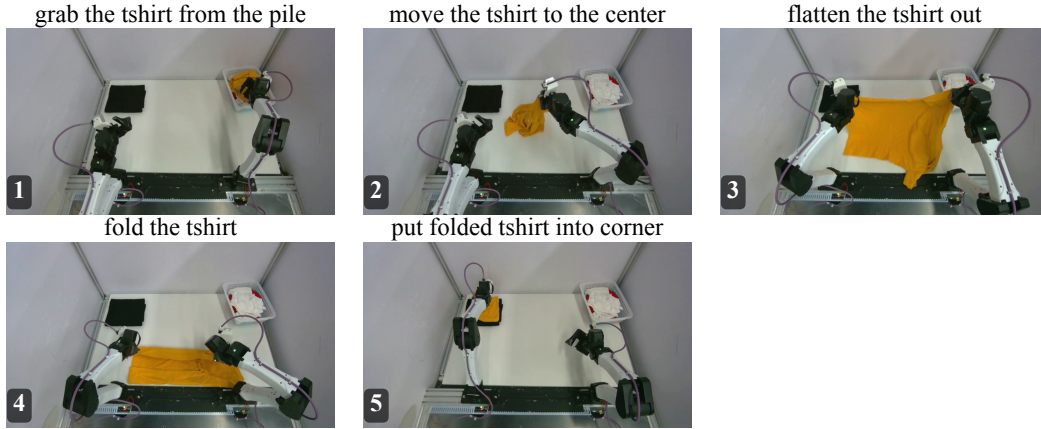 grab the tshirt from the pile
move the tshirt to the center
flatten the tshirt out
1
2
3
fold the tshirt
put folded tshirt into corner
4
5